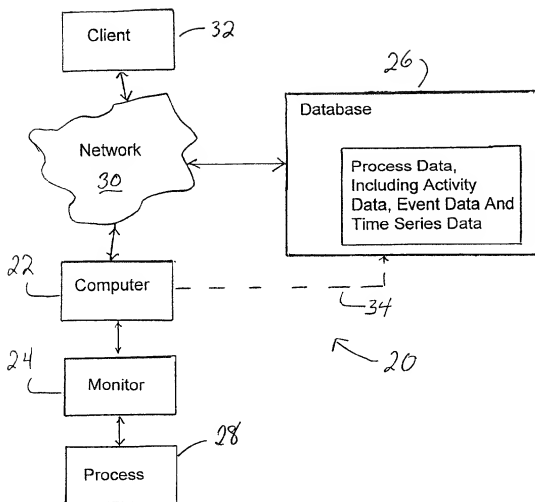 Client
32
26
Database
Network
30
Process Data,
Including Activity
Data, Event Data And
Time Series Data
22
Computer
34
24
Monitor
20
28
Process